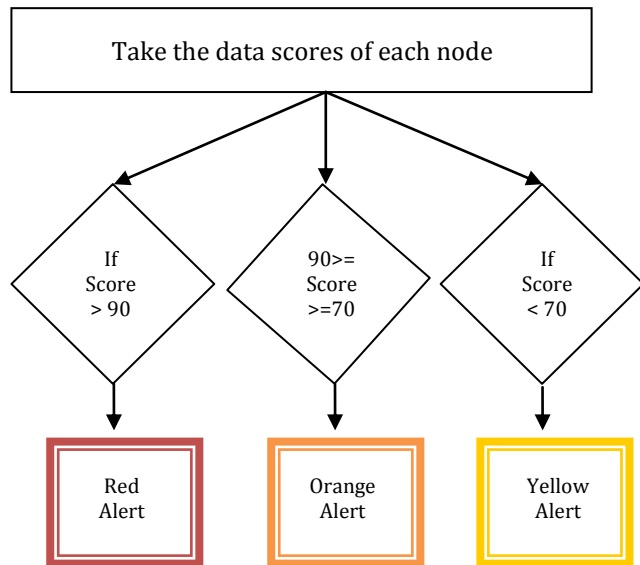 Take the data scores of each node
If
Score
> 90
90>=
Score
>=70
If
Score
< 70
Red
Alert
Orange
Alert
Yellow
Alert